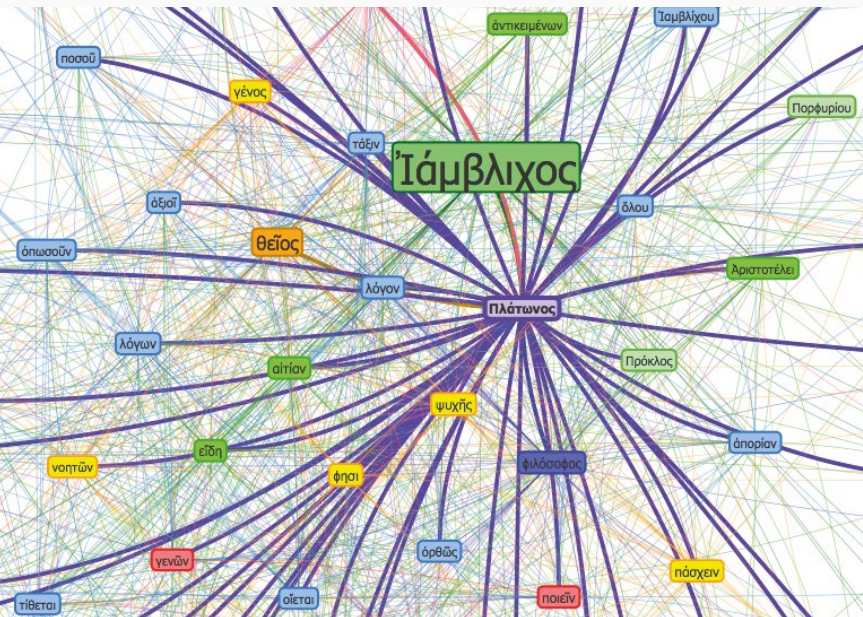 ἀντικειμένων
Ἰαμβλίχου
ποσοῦ
γένος
Πορφυρίου
τάξιν
Ἰάμβλιχος
ἀξιοῖ
ὅλου
θεῖος
ὁπωσοῦν
Ἀριστοτέλει
λόγον
Πλάτωνος
λόγων
Πρόκλος
αἰτίαν
ψυχῆς
ἀπορίαν
εἴδη
φιλόσοφος
νοητῶν
φησι
ὀρθῶς
γενῶν
πάσχειν
ποιεῖν
οἴεται
τίθεται